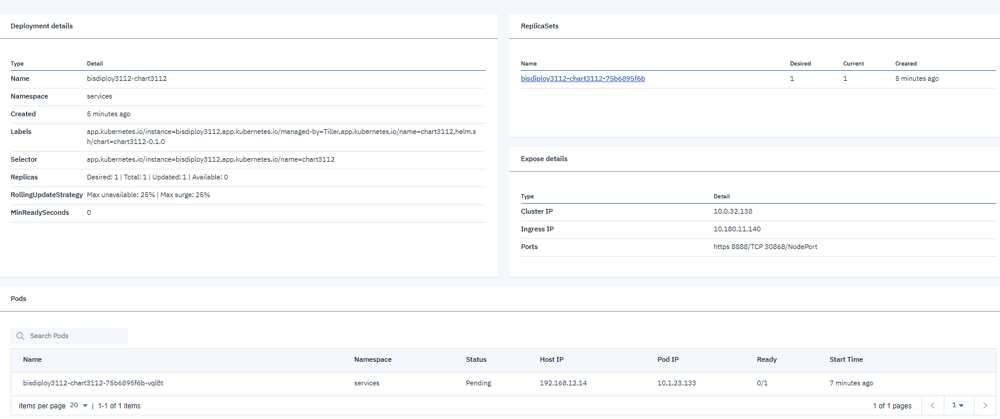 Deployment details
Type Detail
Name bisdiploy3112-chart3112
Namespace services
Created 5 minutes ago
Labels app.kubernetes.io/instance=bisdiploy3112,app.kubernetes.io/managed-by=Tiller,app.kubernetes.io/name=chart3112,helm.s
h/chart=chart3112-0.1.0
Selector app.kubernetes.io/instance=bisdiploy3112,app.kubernetes.io/name=chart3112
Replicas Desired: 1 | Total: 1 | Updated: 1 | Available: 0
RollingUpdateStrategy Max unavailable: 25% | Max surge: 25%
MinReadySeconds 0
ReplicaSets
Name Desired Current Created
bisdiploy3112-chart3112-75b6895f6b 1 1 5 minutes ago
Expose details
Type Detail
Cluster IP 10.0.32.138
Ingress IP 10.180.11.140
Ports https 8888/TCP 30868/NodePort
Pods
Search Pods
Name Namespace Status Host IP Pod IP Ready Start Time
bisdiploy3112-chart3112-75b6895f6b-vql8t services Pending 192.168.12.14 10.1.23.133 0/1 7 minutes ago
items per page 20 | 1-1 of 1 items 1 of 1 pages 1